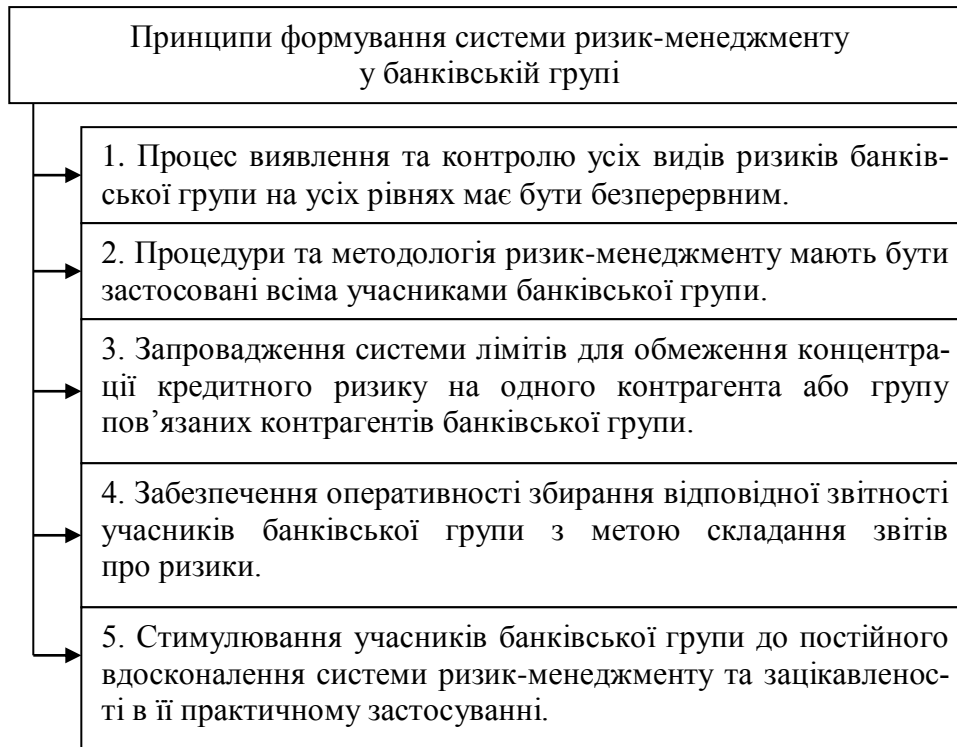 Принципи формування системи ризик-менеджменту
у банківській групі
1. Процес виявлення та контролю усіх видів ризиків банків-
ської групи на усіх рівнях має бути безперервним.
2. Процедури та методологія ризик-менеджменту мають бути
застосовані всіма учасниками банківської групи.
3. Запровадження системи лімітів для обмеження концентра-
ції кредитного ризику на одного контрагента або групу
пов’язаних контрагентів банківської групи.
4. Забезпечення оперативності збирання відповідної звітності
учасників банківської групи з метою складання звітів
про ризики.
5. Стимулювання учасників банківської групи до постійного
вдосконалення системи ризик-менеджменту та зацікавленос-
ті в її практичному застосуванні.